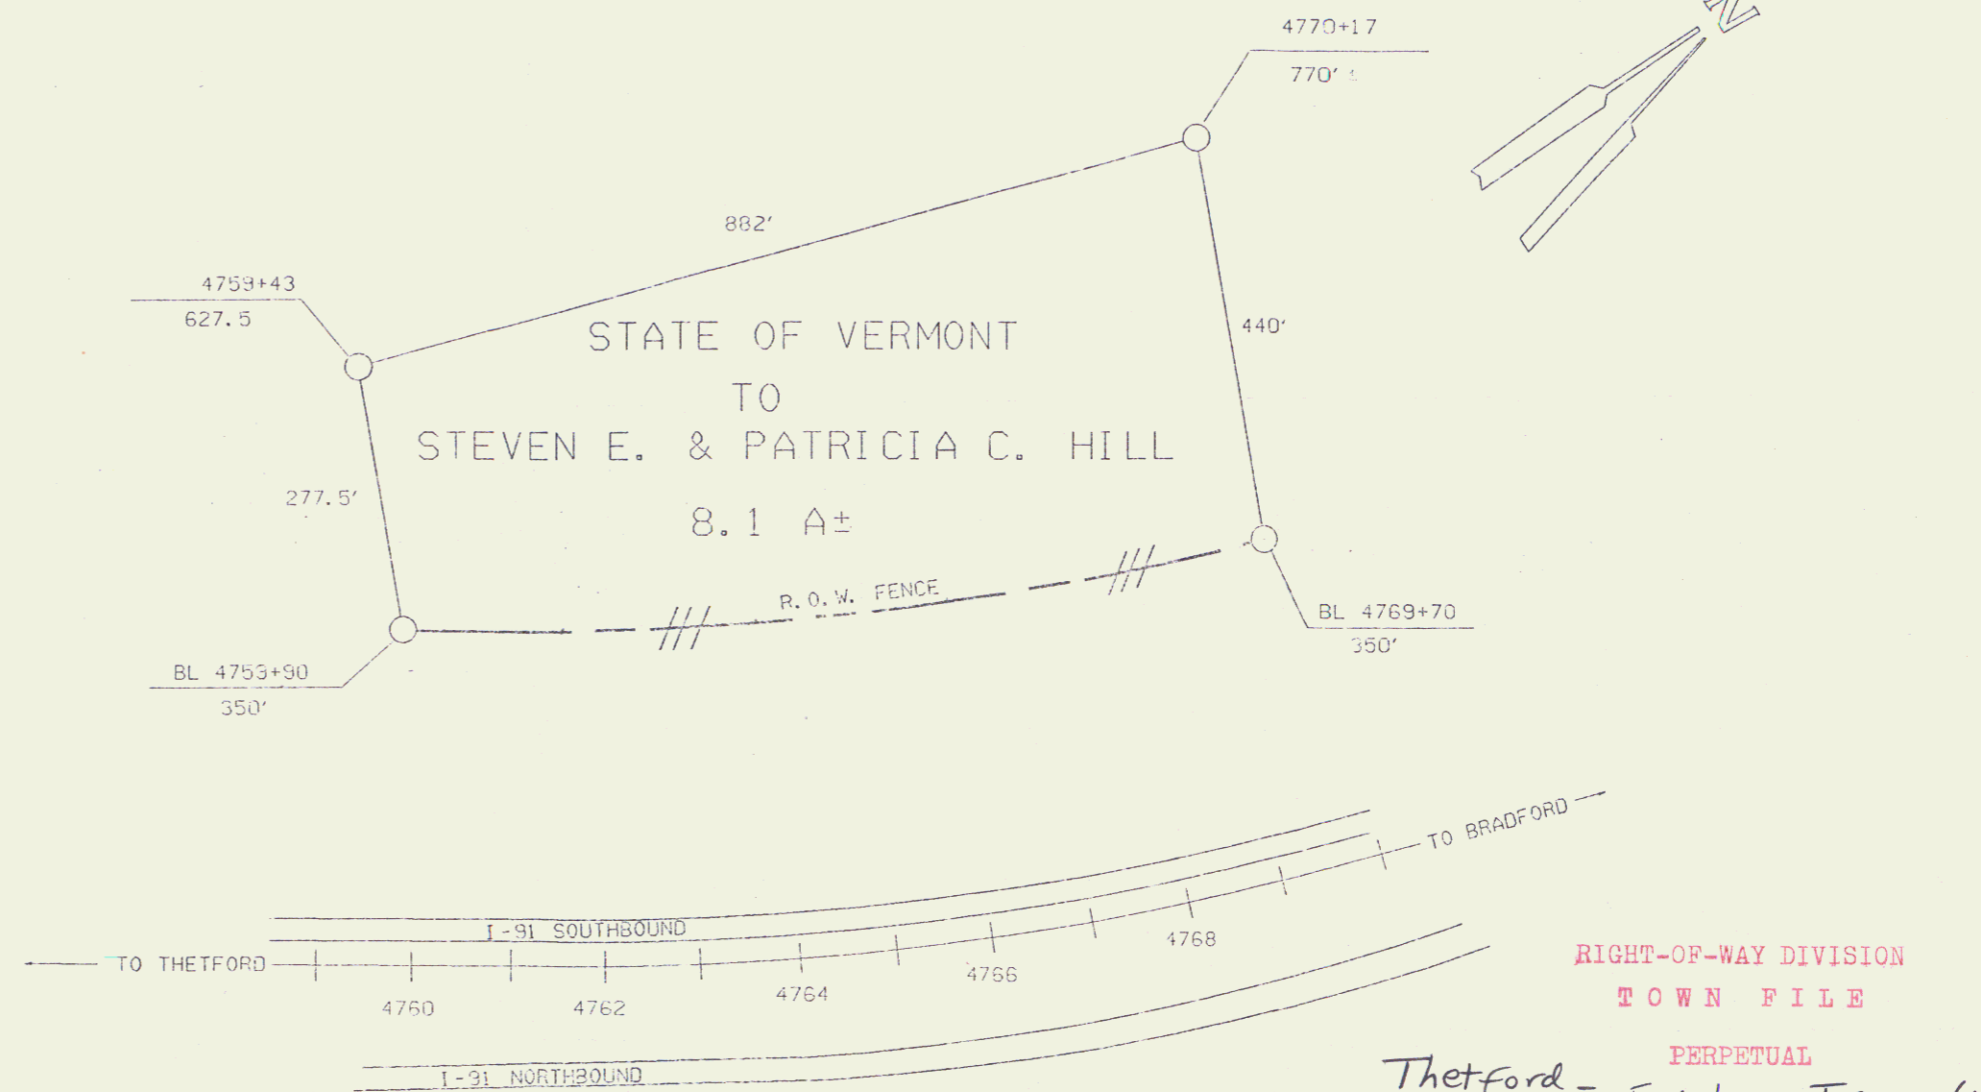 N
4770+17
770' ±
882'
4759+43
627.5
STATE OF VERMONT
440'
TO
STEVEN E. & PATRICIA C. HILL
277.5'
8.1 A±
R.O.W. FENCE
BL 4769+70
350'
BL 4759+90
350'
TO BRADFORD
I-91 SOUTHBOUND
TO THETFORD
4768
4766
4764
4762
4760
RIGHT-OF-WAY DIVISION
TOWN FILE
PERPETUAL
I-91 NORTHBOUND
Thetford -